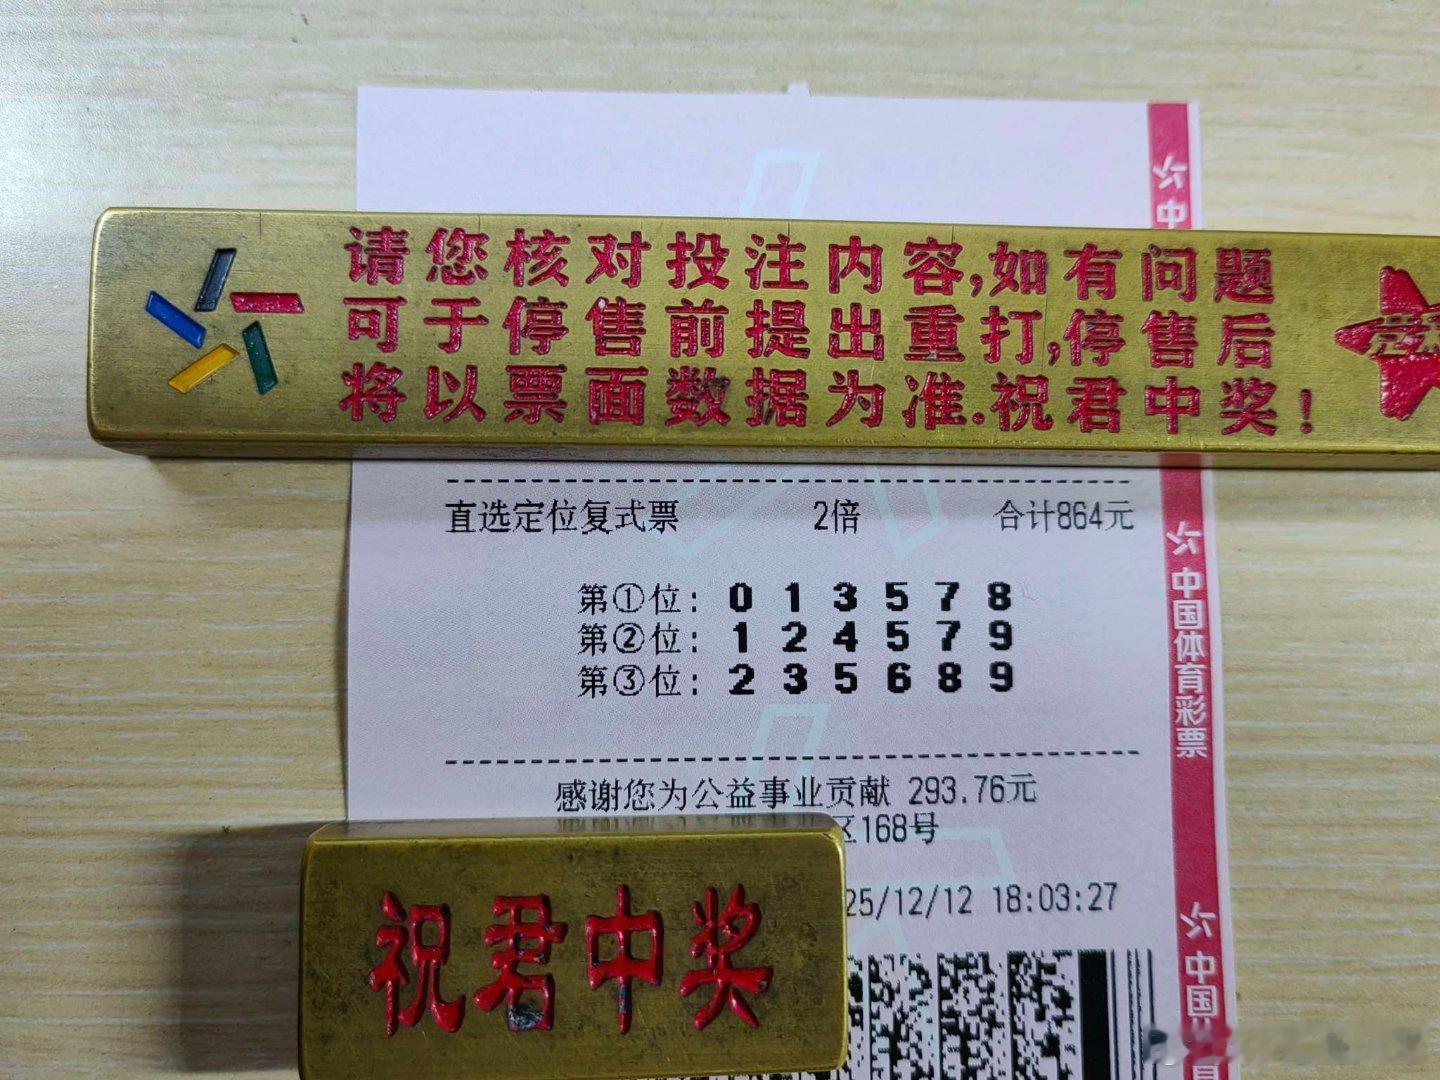 请您核对投注内容,如有问题
可于停售前提出重打,停售后
将以票面数据为准.祝君中奖!
直选定位复式票 2倍 合计864元
第①位: 0 1 3 5 7 8
第②位: 1 2 4 5 7 9
第③位: 2 3 5 6 8 9
感谢您为公益事业贡献 293.76元
区168号
25/12/12 18:03:27
祝君中奖
中
中国体育彩票
中国